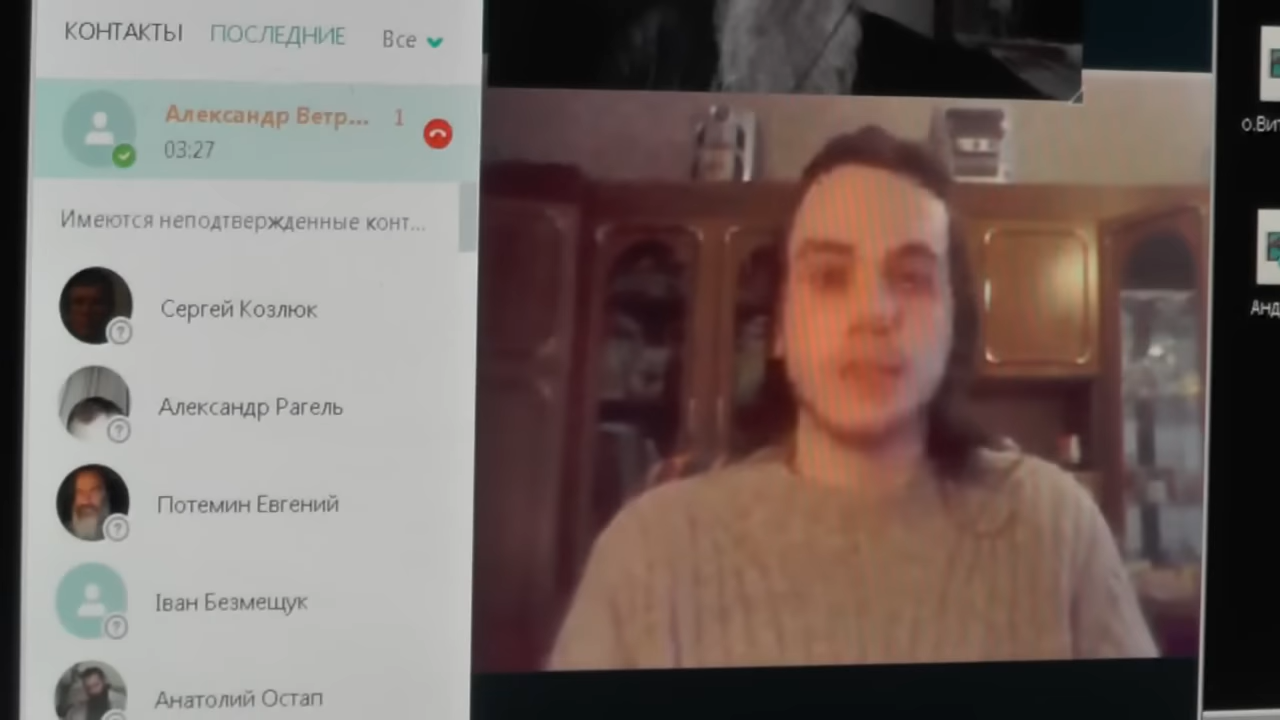 КОНТАКТЫ ПОСЛЕДНИЕ Все
Александр Ветр... 1
03:27
Имеются неподтвержденные конт...
Сергей Козлюк
Александр Рагель
Потемин Евгений
Іван Безмещук
Анатолий Остап
о.Вит
Анд